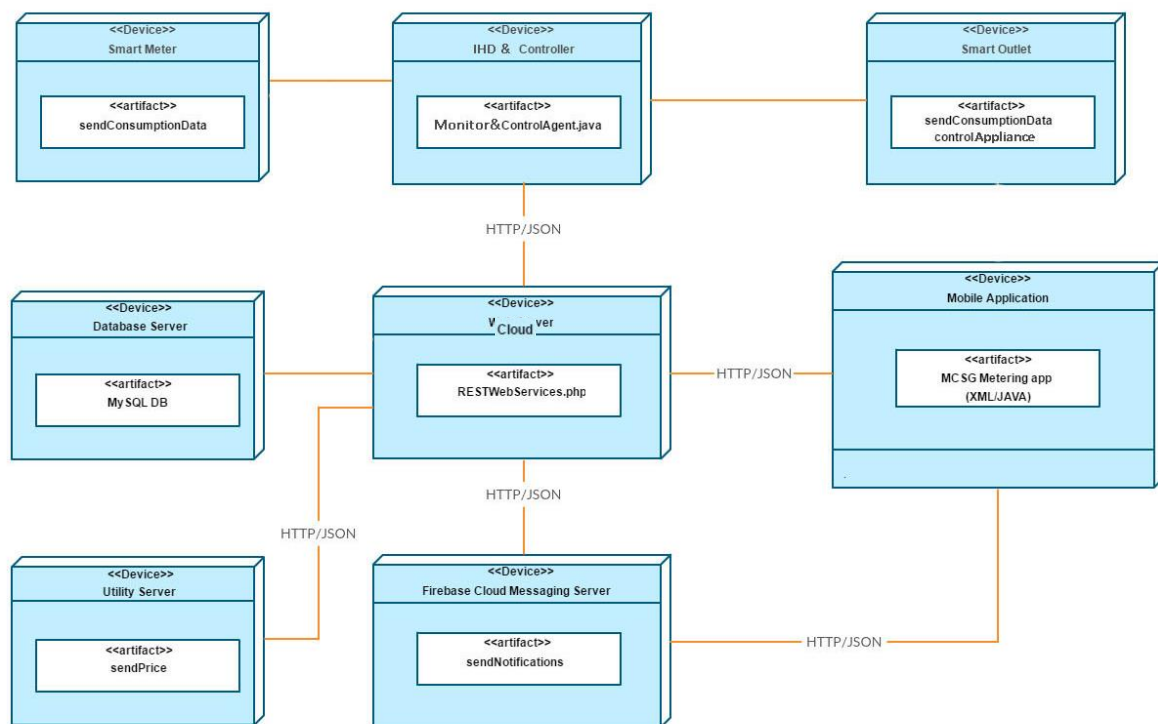 <<Device>>
Smart Meter
<<artifact>>
sendConsumptionData
<<Device>>
IHD & Controller
<<artifact>>
Monitor&ControlAgent.java
<<Device>>
Smart Outlet
<<artifact>>
sendConsumptionData
controlAppliance
HTTP/JSON
<<Device>>
Database Server
<<artifact>>
MySQL DB
<<Device>>
Cloud
<<artifact>>
RESTWebServices.php
HTTP/JSON
<<Device>>
Mobile Application
<<artifact>>
MCSG Metering app
(XML/JAVA)
HTTP/JSON
HTTP/JSON
<<Device>>
Utility Server
<<artifact>>
sendPrice
<<Device>>
Firebase Cloud Messaging Server
<<artifact>>
sendNotifications
HTTP/JSON